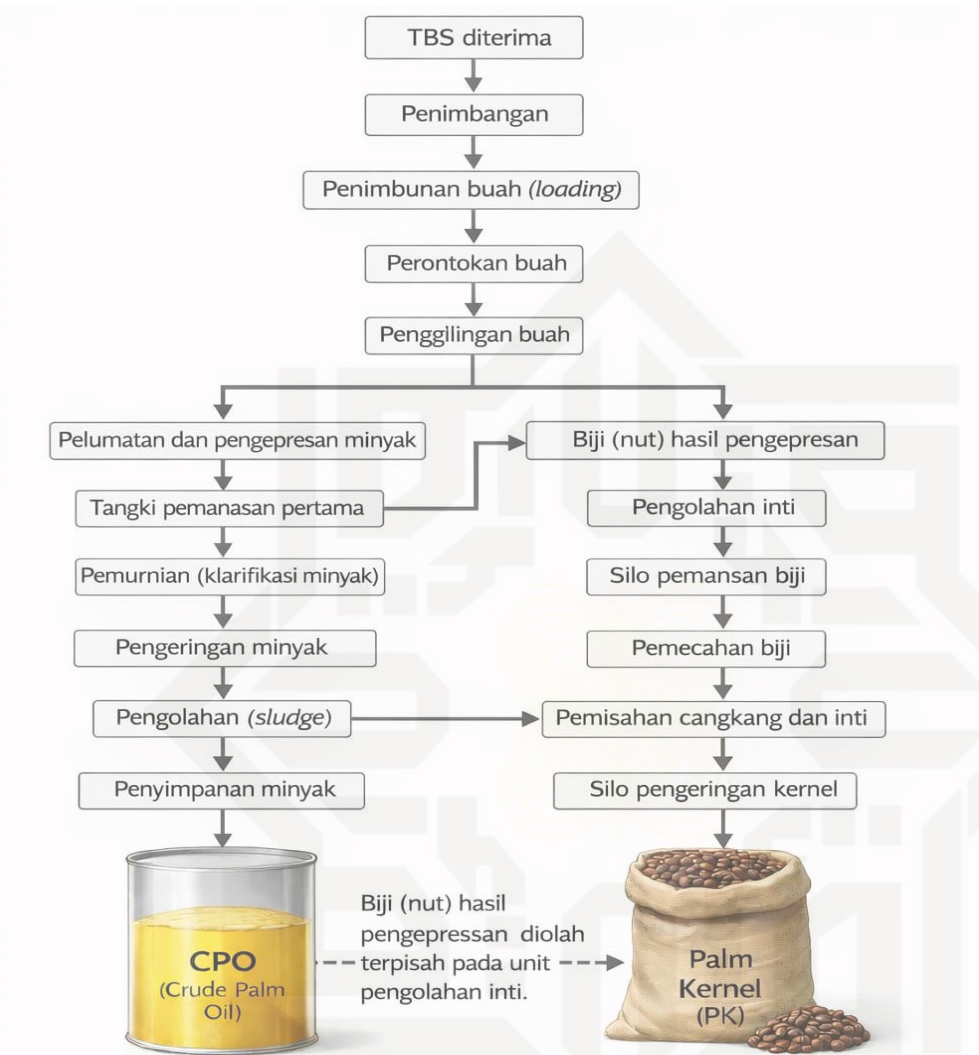 TBS diterima
Penimbangan
Penimbunan buah (loading)
Perontokan buah
Penggilingan buah
Pelumatan dan pengepresan minyak
Biji (nut) hasil pengepresan
Tangki pemanasan pertama
Pengolahan inti
Pemurnian (klarifikasi minyak)
Silo pemansan biji
Pengeringan minyak
Pemecahan biji
Pengolahan (sludge)
Pemisahan cangkang dan inti
Penyimpanan minyak
Silo pengeringan kernel
CPO
(Crude Palm
Oil)
Biji (nut) hasil
pengepressan diolah
terpisah pada unit
pengolahan inti.
Palm
Kernel
(PK)